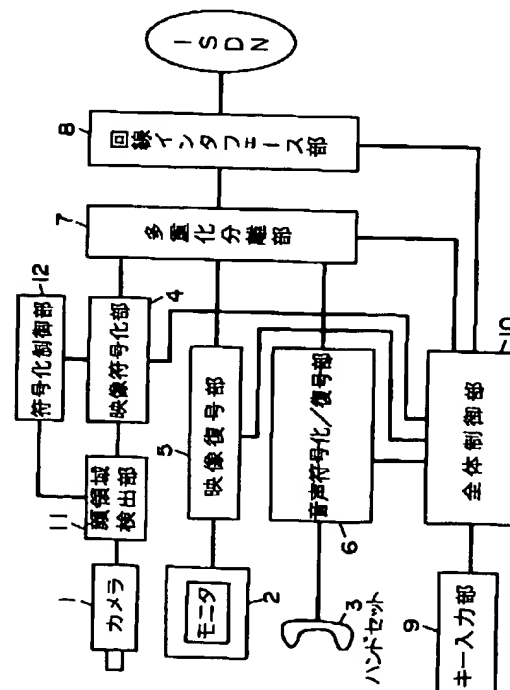 1
カメラ
11
顔領域
検出部
12
符号化制御部
映像符号化部
4
7
多重化分離部
8
回線インタフェース部
ISDN
モニタ
2
5
映像復号部
3
ハンドセット
6
音声符号化/復号部
9
キー入力部
全体制御部
10